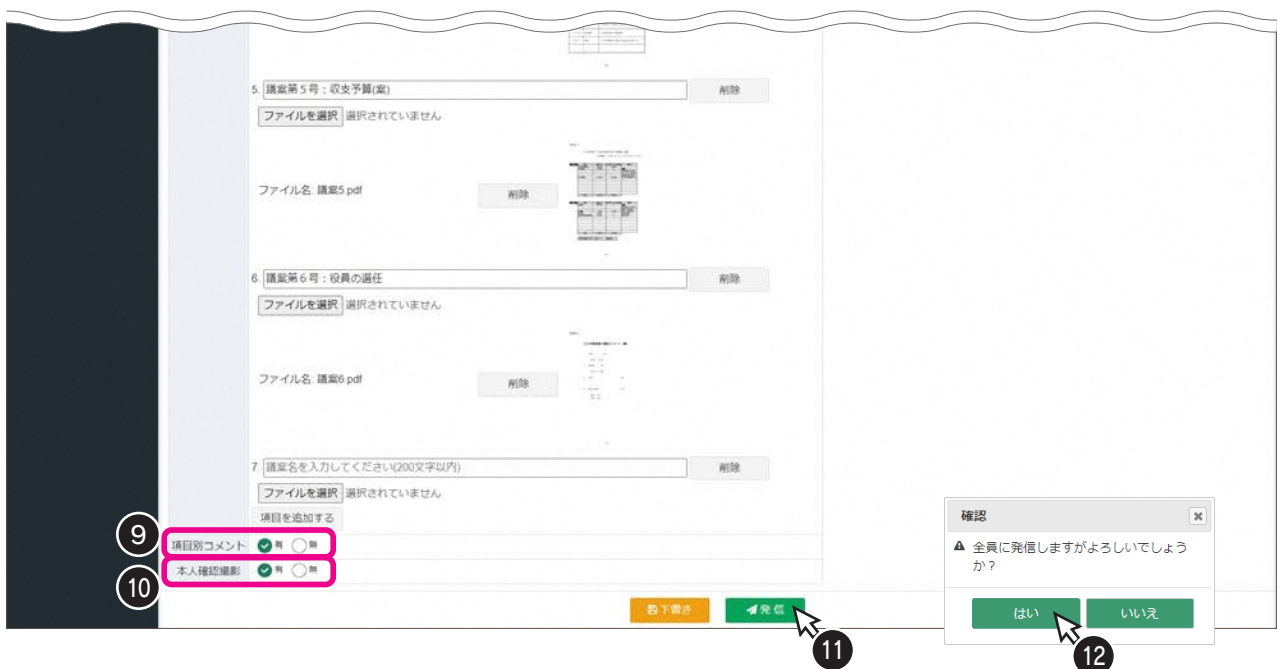 5. 議案第５号：収支予算(案)
削除
ファイルを選択 選択されていません
ファイル名: 議案5.pdf
削除
6. 議案第６号：役員の選任
削除
ファイルを選択 選択されていません
ファイル名: 議案6.pdf
削除
7. 議案名を入力してください(200文字以内)
削除
ファイルを選択 選択されていません
項目を追加する
9 項目別コメント 有 無
10 本人確認撮影 有 無
下書き 発信
11
確認
全員に発信しますがよろしいでしょう
か？
はい いいえ
12